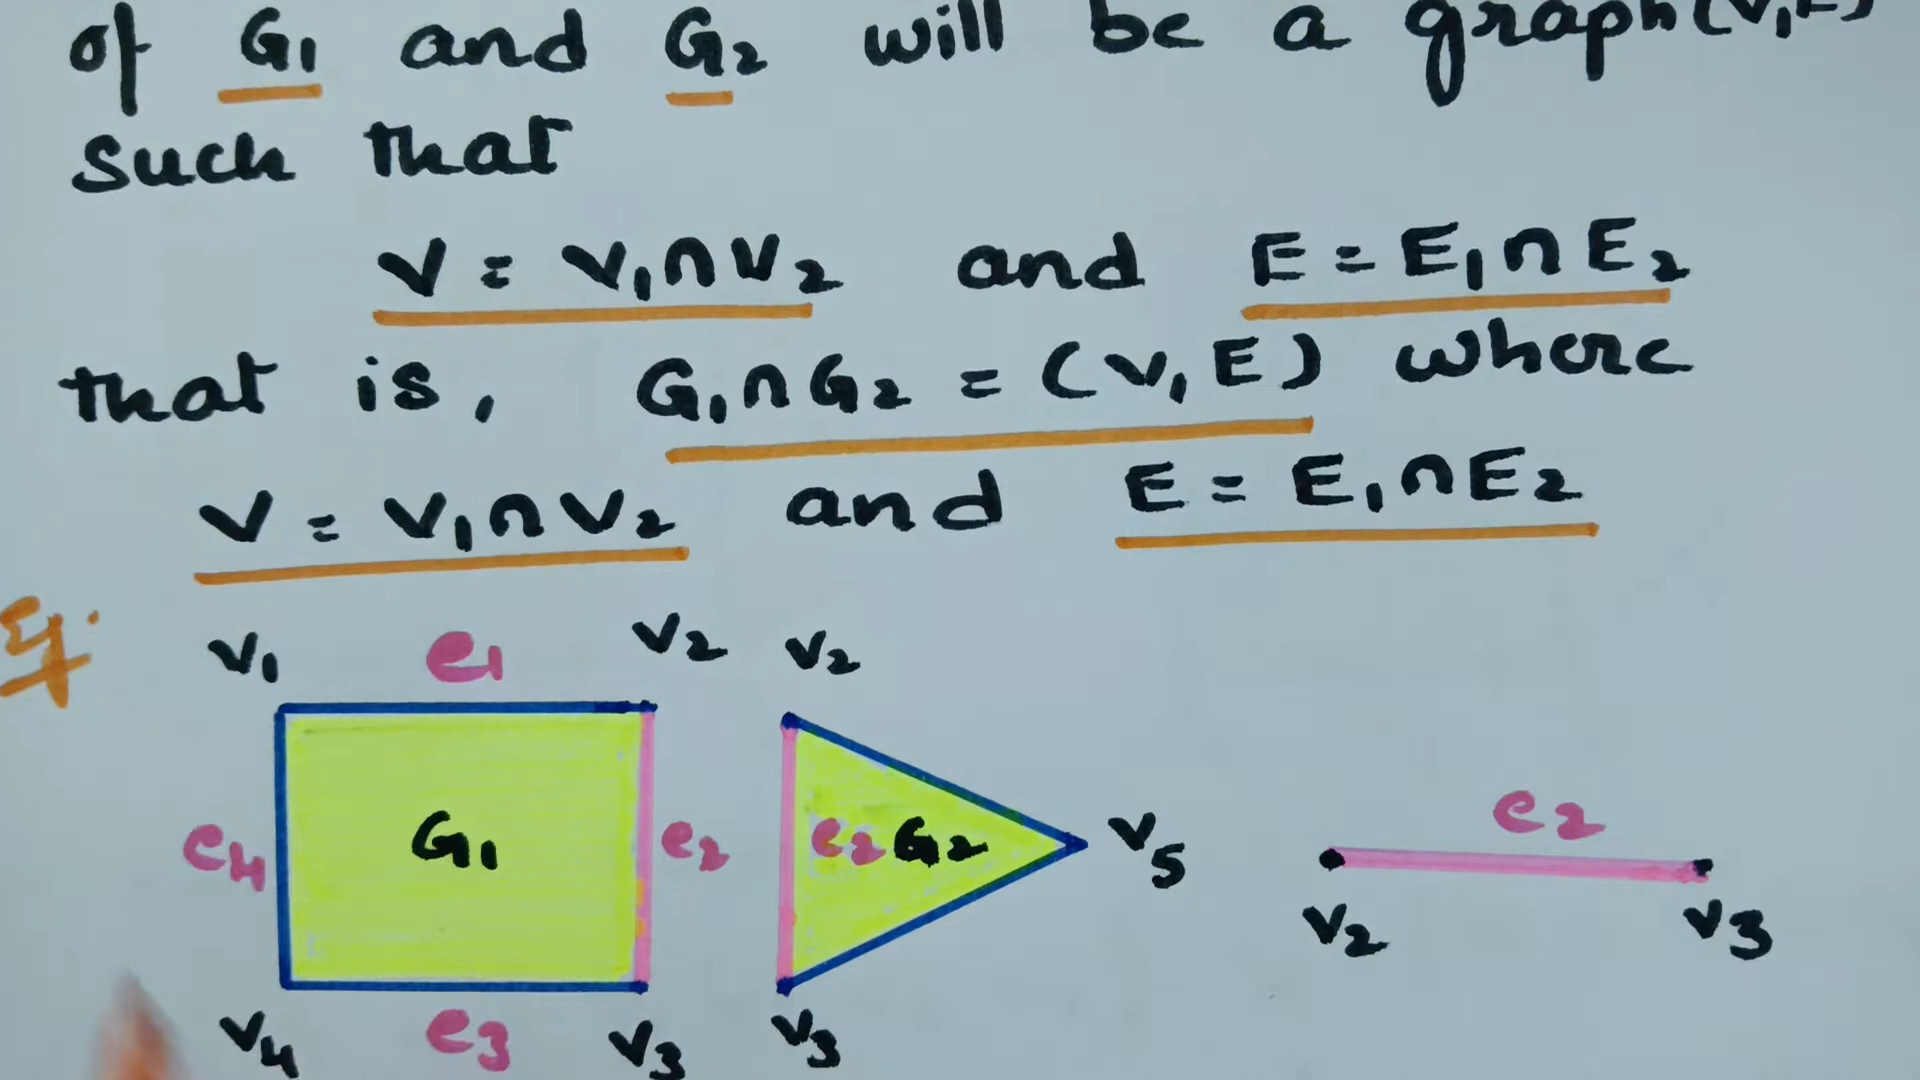 of G1 and G2 will be a graph (V, E)
such that
V = V1 ∩ V2 and E = E1 ∩ E2
that is, G1 ∩ G2 = (V, E) where
V = V1 ∩ V2 and E = E1 ∩ E2
Eg.
v1 e1 v2 v2
e4 G1 e2 e2 G2 v5 e2
v2 v3
v4 e3 v3 v3